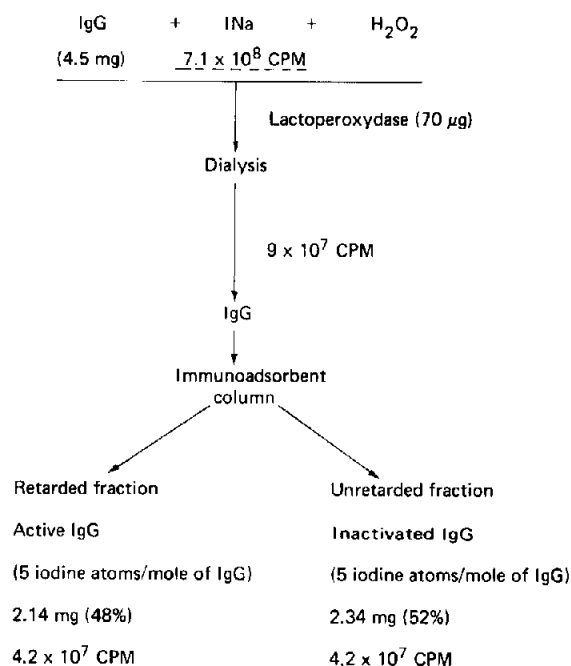 IgG + INa + H2O2
(4.5 mg) 7.1 x 10^8 CPM
Lactoperoxydase (70 µg)
Dialysis
9 x 10^7 CPM
IgG
Immunoadsorbent
column
Retarded fraction
Active IgG
(5 iodine atoms/mole of IgG)
2.14 mg (48%)
4.2 x 10^7 CPM
Unretarded fraction
Inactivated IgG
(5 iodine atoms/mole of IgG)
2.34 mg (52%)
4.2 x 10^7 CPM